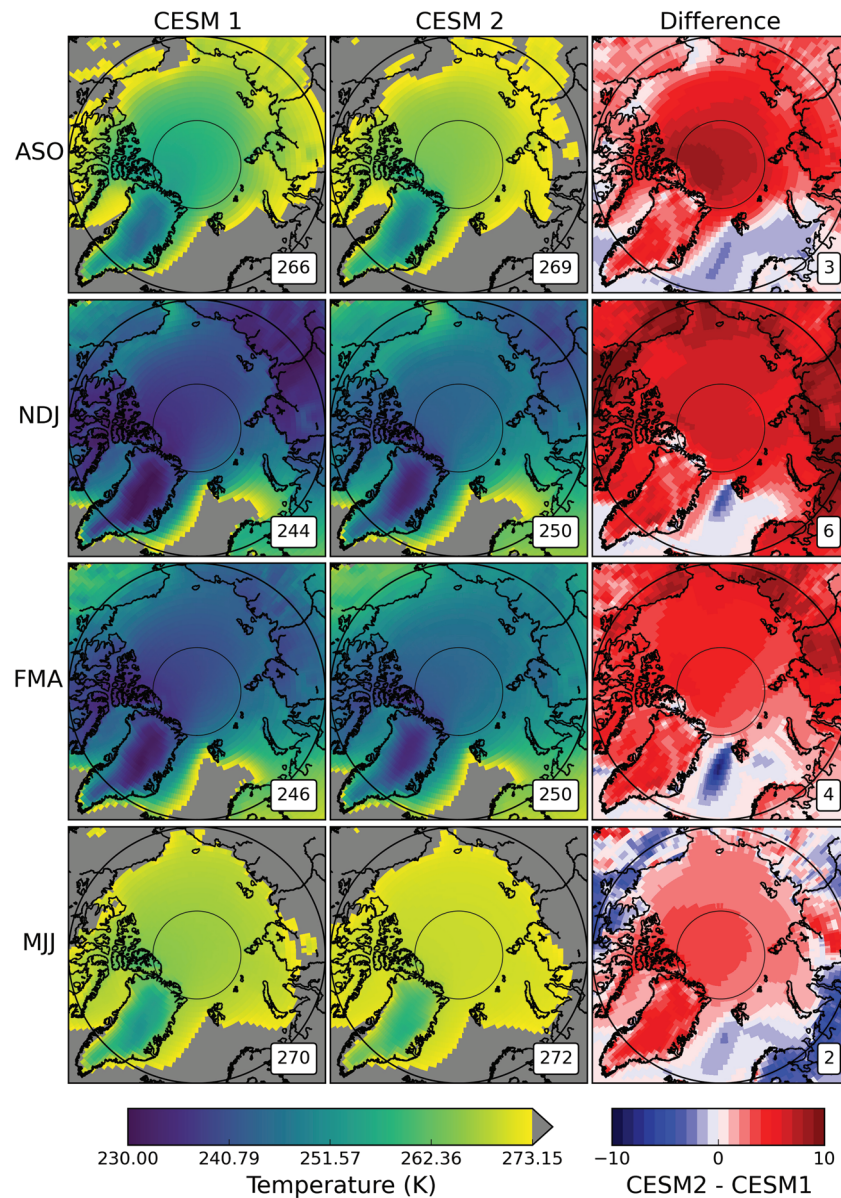 CESM 1 CESM 2 Difference
ASO 266 269 3
NDJ 244 250 6
FMA 246 250 4
MJJ 270 272 2
230.00 240.79 251.57 262.36 273.15 −10 0 10
Temperature (K) CESM2 - CESM1